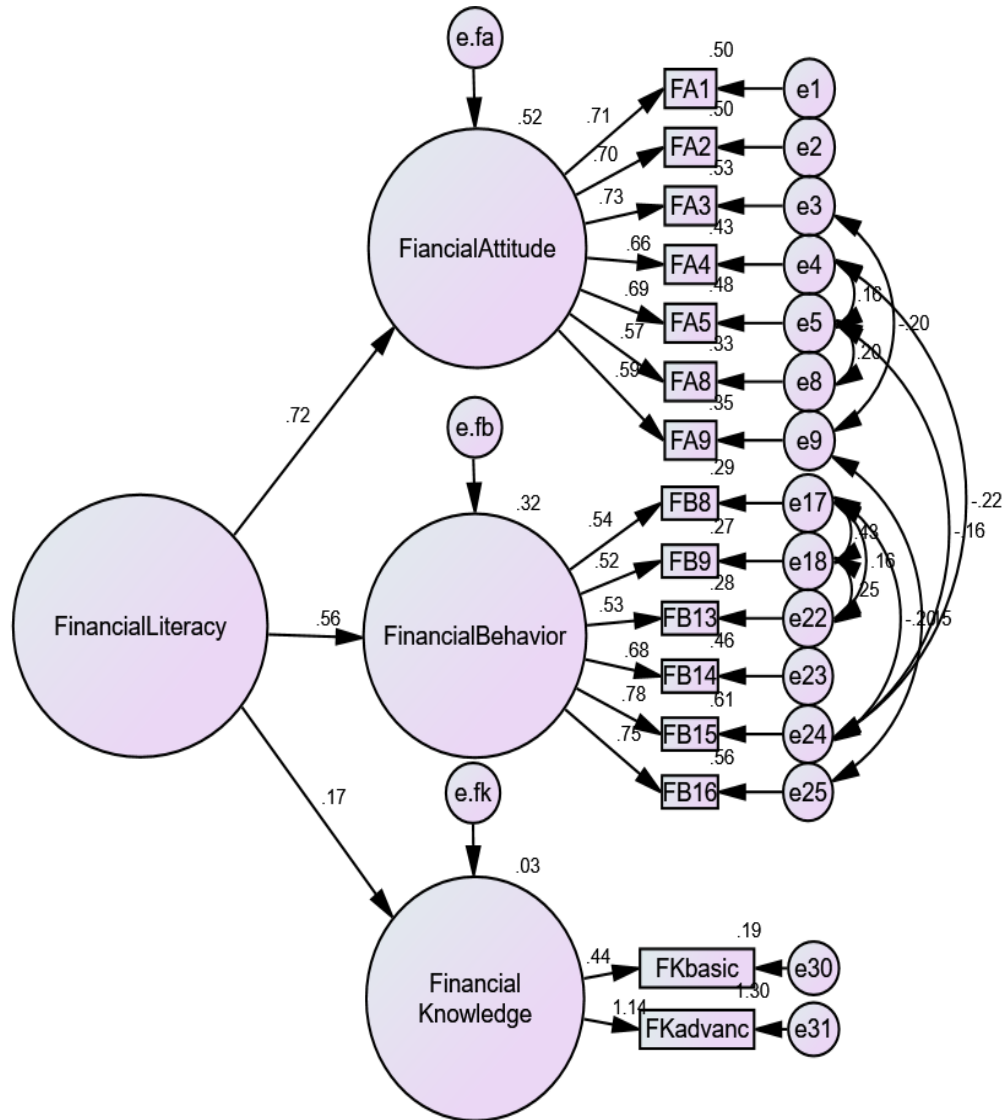 e.fa
.50
FA1
e1
.52
.71
.50
FA2
e2
.70
.53
FA3
e3
.73
.43
FiancialAttitude
.66
FA4
e4
.48
.69
FA5
e5
.16
-.20
.57
.33
.20
.59
FA8
e8
.35
.72
e.fb
FA9
e9
.29
.32
.54
FB8
e17
-.22
.27
.43
-.16
.52
FB9
e18
.16
.28
.25
FinancialLiteracy
.56
FinancialBehavior
.53
FB13
e22
-.20
.15
.46
.68
FB14
e23
.78
.61
FB15
e24
.75
.56
e.fk
FB16
e25
.17
.03
.19
.44
FKbasic
e30
Financial
Knowledge
1.30
1.14
FKadvanc
e31